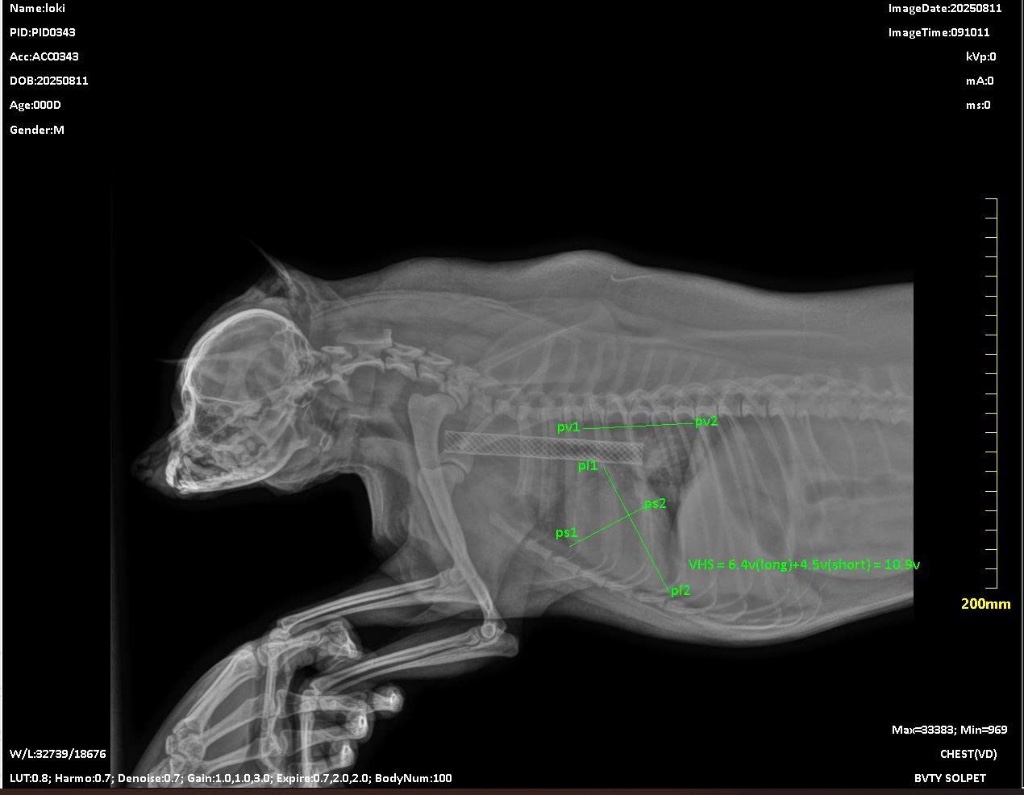 Name:loki
PID:PID0343
Acc:ACC0343
DOB:20250811
Age:000D
Gender:M
ImageDate:20250811
ImageTime:091011
kVp:0
mA:0
ms:0
pv1
pv2
pl1
ps2
ps1
VHS = 6.4v(long)+4.5v(short) = 10.9v
pl2
200mm
Max=33383; Min=969
W/L:32739/18676
CHEST(VD)
LUT:0.8; Harmo:0.7; Denoise:0.7; Gain:1.0,1.0,3.0; Expire:0.7,2.0,2.0; BodyNum:100
BVTY SOLPET